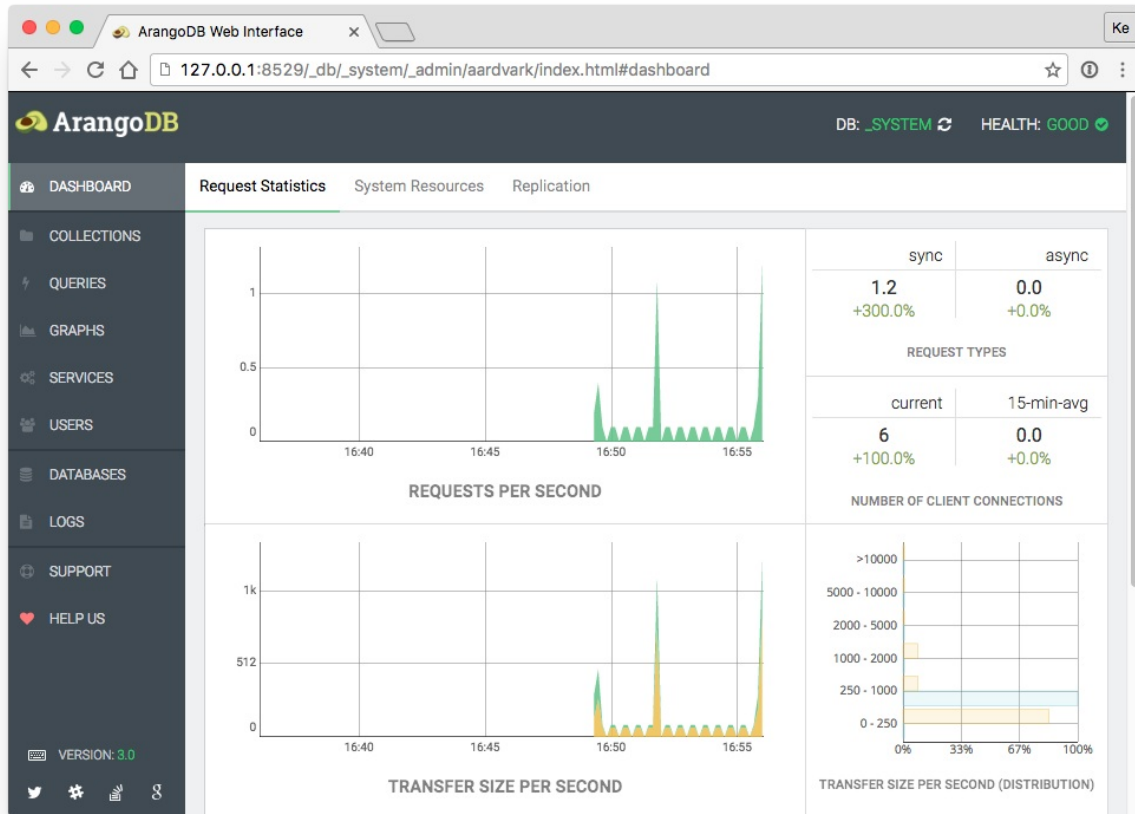 ArangoDB Web Interface
Ke
127.0.0.1:8529/_db/_system/_admin/aardvark/index.html#dashboard
ArangoDB
DB: _SYSTEM HEALTH: GOOD
DASHBOARD
COLLECTIONS
QUERIES
GRAPHS
SERVICES
USERS
DATABASES
LOGS
SUPPORT
HELP US
VERSION: 3.0
Request Statistics System Resources Replication
1
0.5
0
16:40 16:45 16:50 16:55
REQUESTS PER SECOND
sync async
1.2 0.0
+300.0% +0.0%
REQUEST TYPES
current 15-min-avg
6 0.0
+100.0% +0.0%
NUMBER OF CLIENT CONNECTIONS
1k
512
0
16:40 16:45 16:50 16:55
TRANSFER SIZE PER SECOND
>10000
5000 - 10000
2000 - 5000
1000 - 2000
250 - 1000
0 - 250
0% 33% 67% 100%
TRANSFER SIZE PER SECOND (DISTRIBUTION)